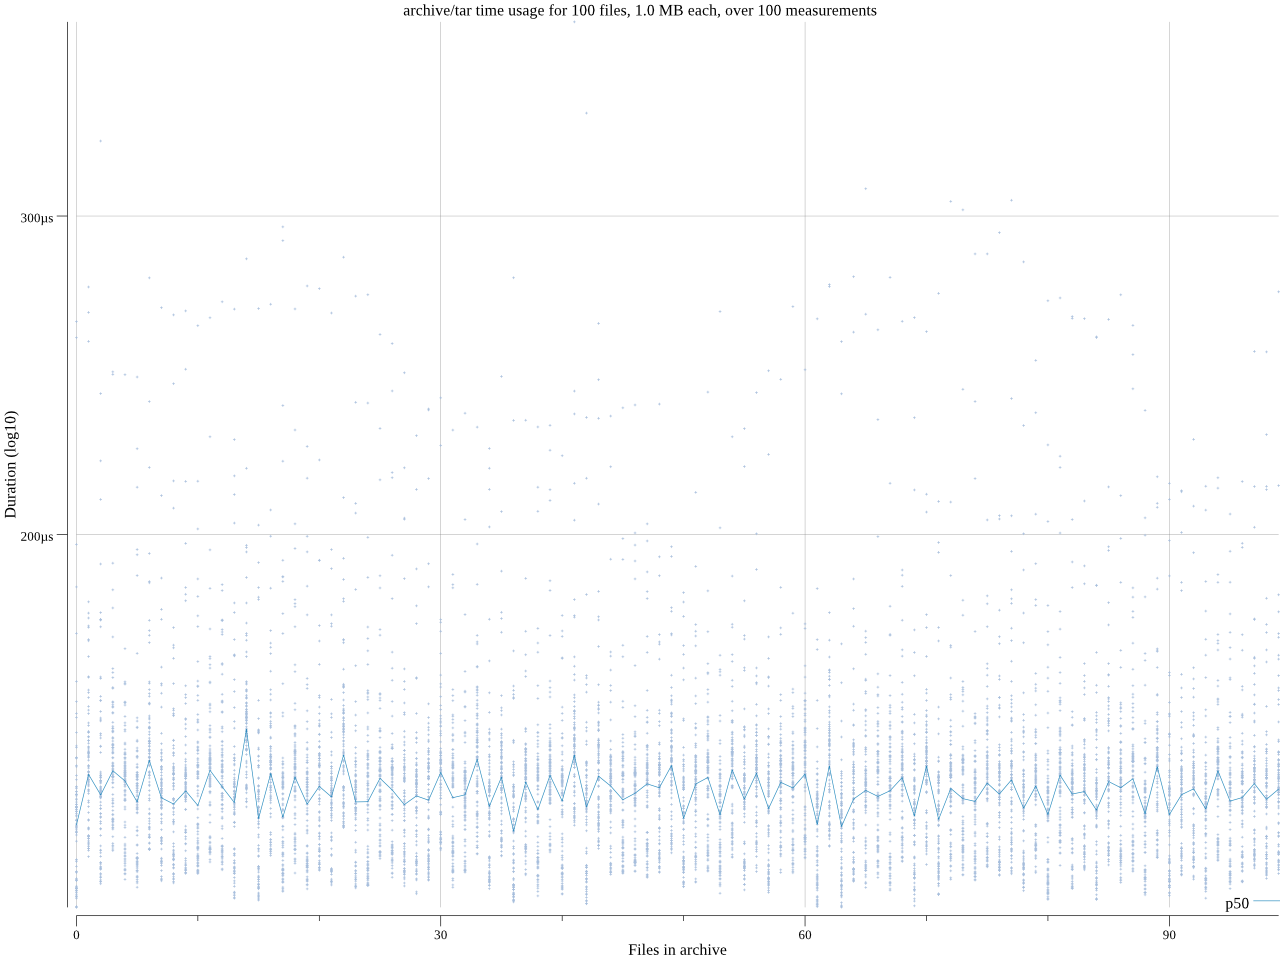 archive/tar time usage for 100 files, 1.0 MB each, over 100 measurements
Duration (log10)
300µs
200µs
p50
0
30
60
90
Files in archive